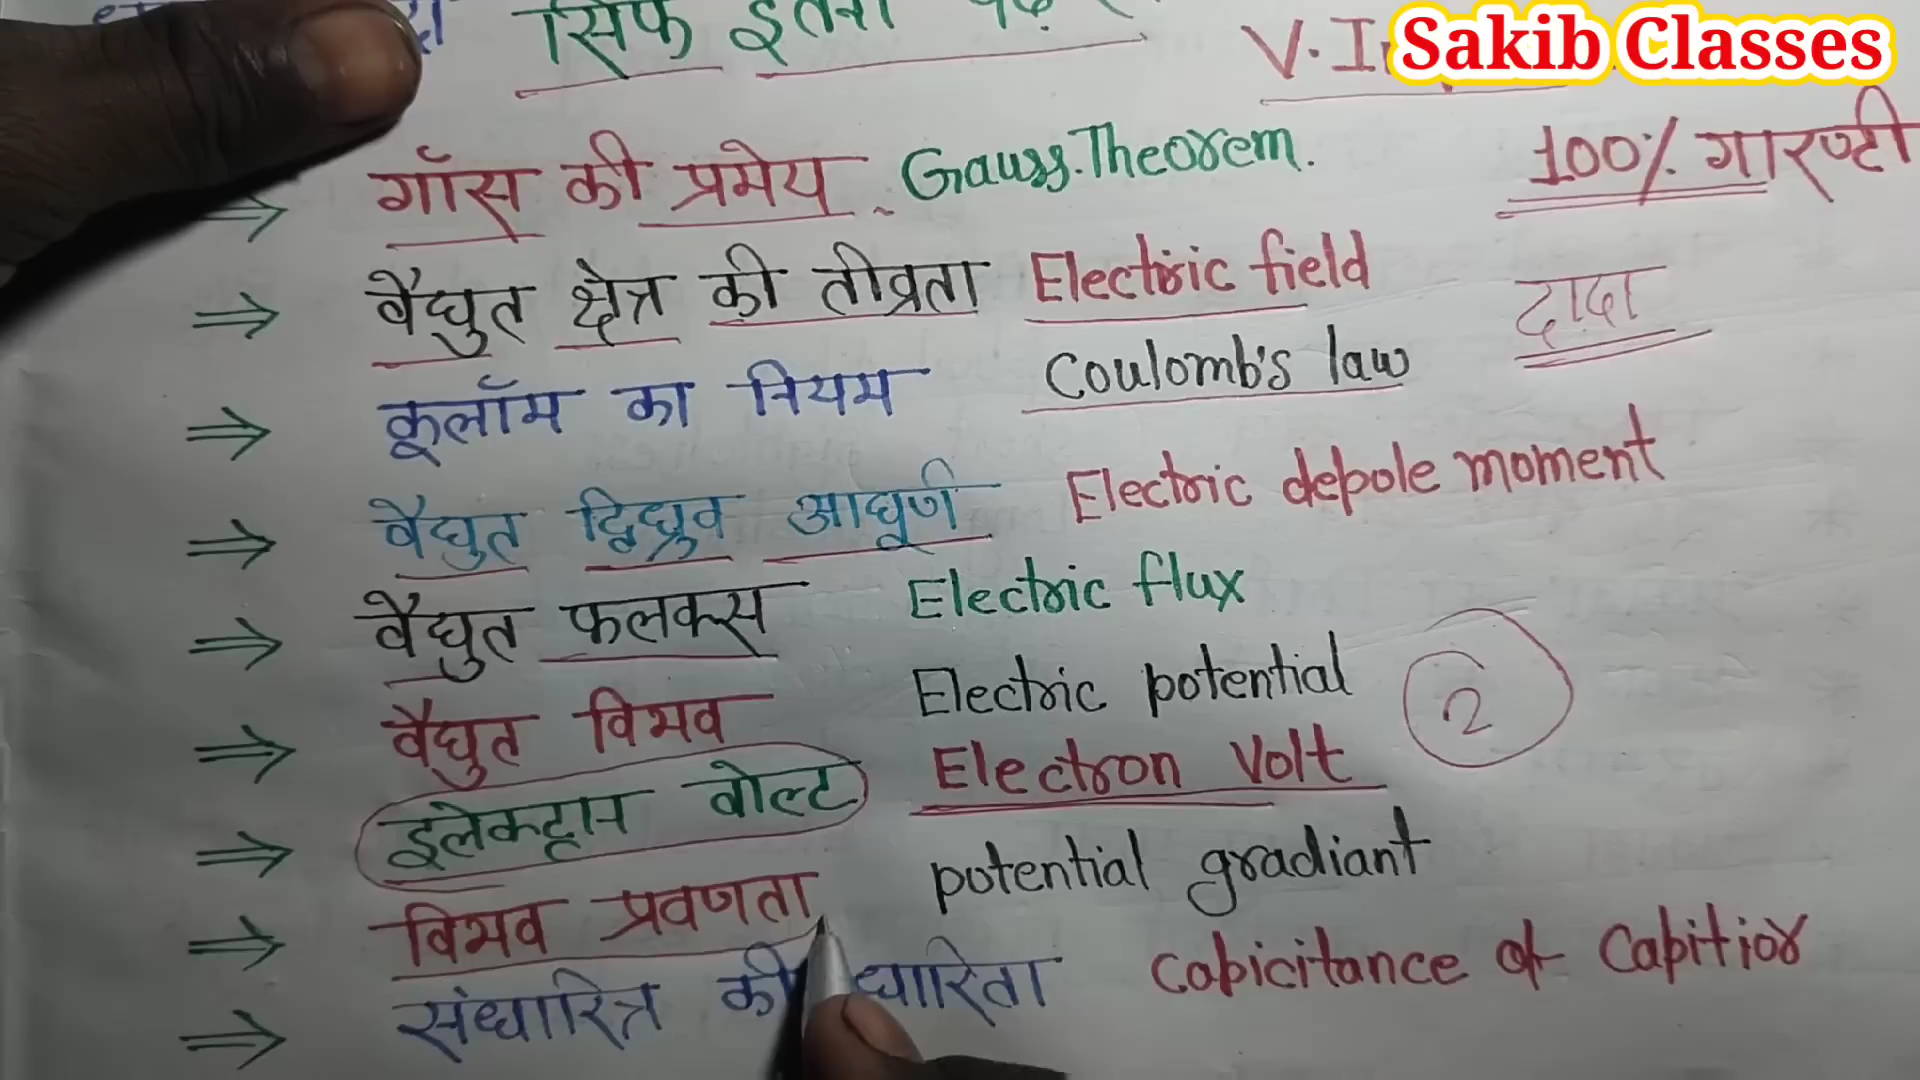 सिर्फ इतना
V.I
Sakib Classes
गॉस की प्रमेय Gauss.Theorem.
100% गारण्टी
वैद्युत क्षेत्र की तीव्रता Electric field
दादा
कूलॉम का नियम Coulomb's law
वैद्युत द्विध्रुव आघूर्ण Electric depole moment
वैद्युत फलक्स Electric flux
वैद्युत विभव Electric potential
2
इलेक्ट्रान वोल्ट Electron Volt
विभव प्रवणता potential gradiant
संधारित्र की धारिता Capicitance of Capitior